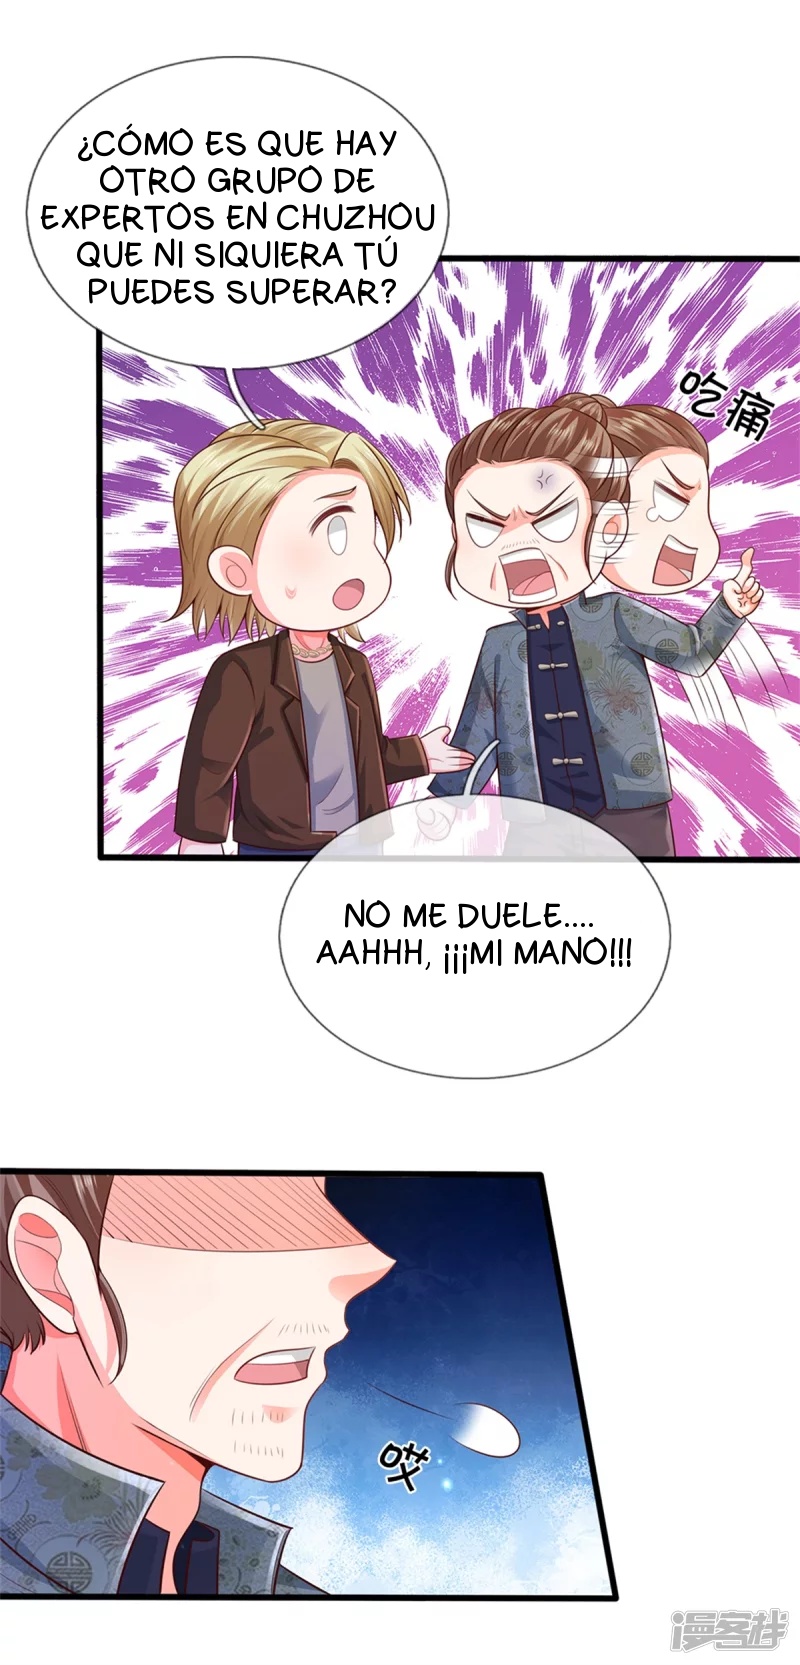 ¿CÓMO ES QUE HAY
OTRO GRUPO DE
EXPERTOS EN CHUZHOU
QUE NI SIQUIERA TÚ
PUEDES SUPERAR?
吃痛
NO ME DUELE....
AAHHH, ¡¡¡MI MANO!!!
哎
漫客栈